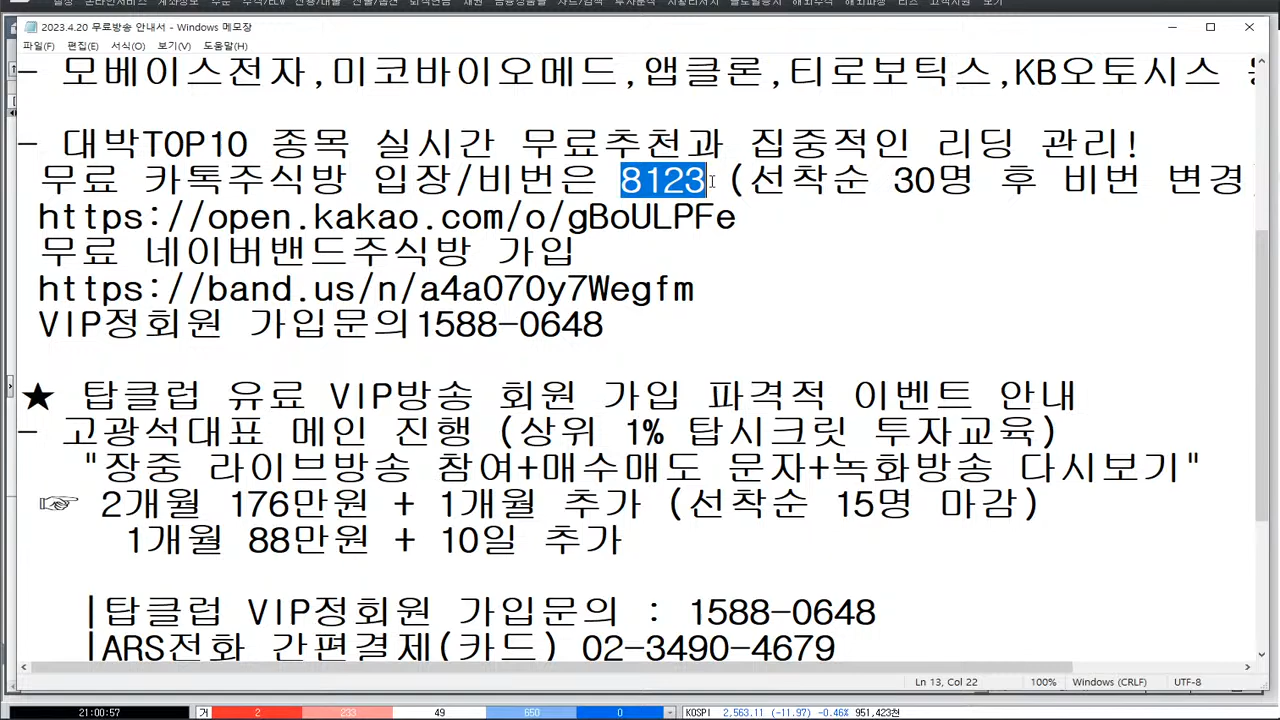 2023.4.20 무료방송 안내서 - Windows 메모장
파일(F) 편집(E) 서식(O) 보기(V) 도움말(H)
- 모베이스전자,미코바이오메드,앱클론,티로보틱스,KB오토시스
- 대박TOP10 종목 실시간 무료추천과 집중적인 리딩 관리!
무료 카톡주식방 입장/비번은 8123 (선착순 30명 후 비번 변경
https://open.kakao.com/o/gBoULPFe
무료 네이버밴드주식방 가입
https://band.us/n/a4a070y7Wegfm
VIP정회원 가입문의1588-0648
★ 탑클럽 유료 VIP방송 회원 가입 파격적 이벤트 안내
- 고광석대표 메인 진행 (상위 1% 탑시크릿 투자교육)
"장중 라이브방송 참여+매수매도 문자+녹화방송 다시보기"
☞ 2개월 176만원 + 1개월 추가 (선착순 15명 마감)
1개월 88만원 + 10일 추가
|탑클럽 VIP정회원 가입문의 : 1588-0648
|ARS전화 간편결제(카드) 02-3490-4679
Ln 13, Col 22 100% Windows (CRLF) UTF-8
21:00:57 거 2 233 49 650 0 KOSPI 2,563.11 (-11.97) -0.46% 951,423천